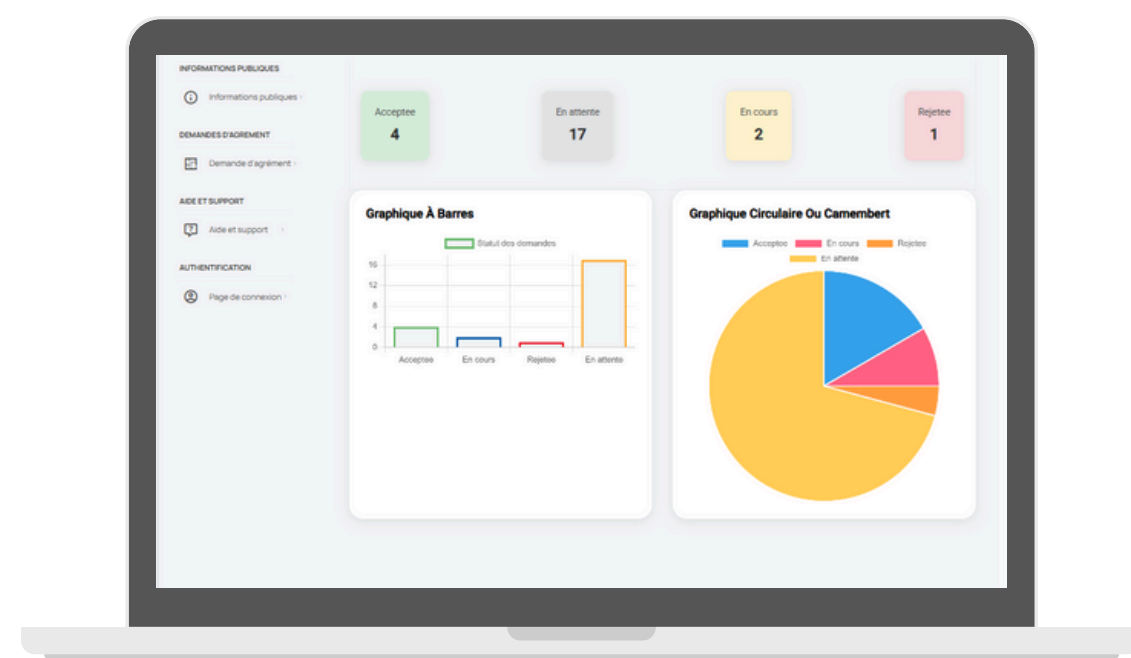 INFORMATIONS PUBLIQUES
Informations publiques
DEMANDES D'AGREMENT
Demande d'agrément
AIDE ET SUPPORT
Aide et support
AUTHENTIFICATION
Page de connexion
Acceptee
4
En attente
17
En cours
2
Rejetee
1
Graphique À Barres
Statut des demandes
16
12
8
4
0
Acceptee En cours Rejetee En attente
Graphique Circulaire Ou Camembert
Acceptee En cours Rejetee
En attente